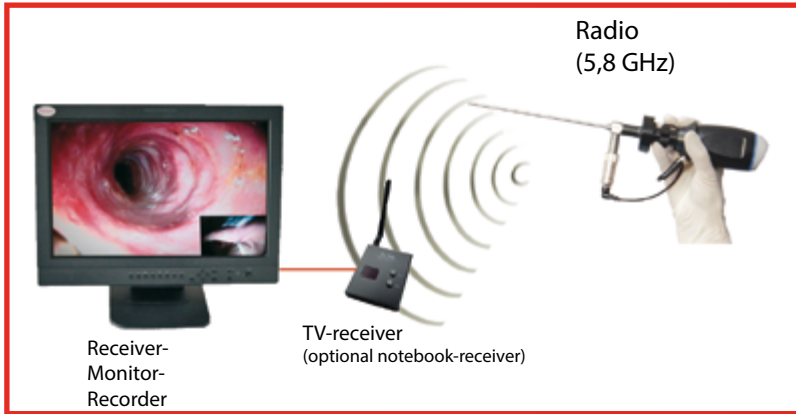 Radio
(5,8 GHz)
TV-receiver
(optional notebook-receiver)
Receiver-
Monitor-
Recorder